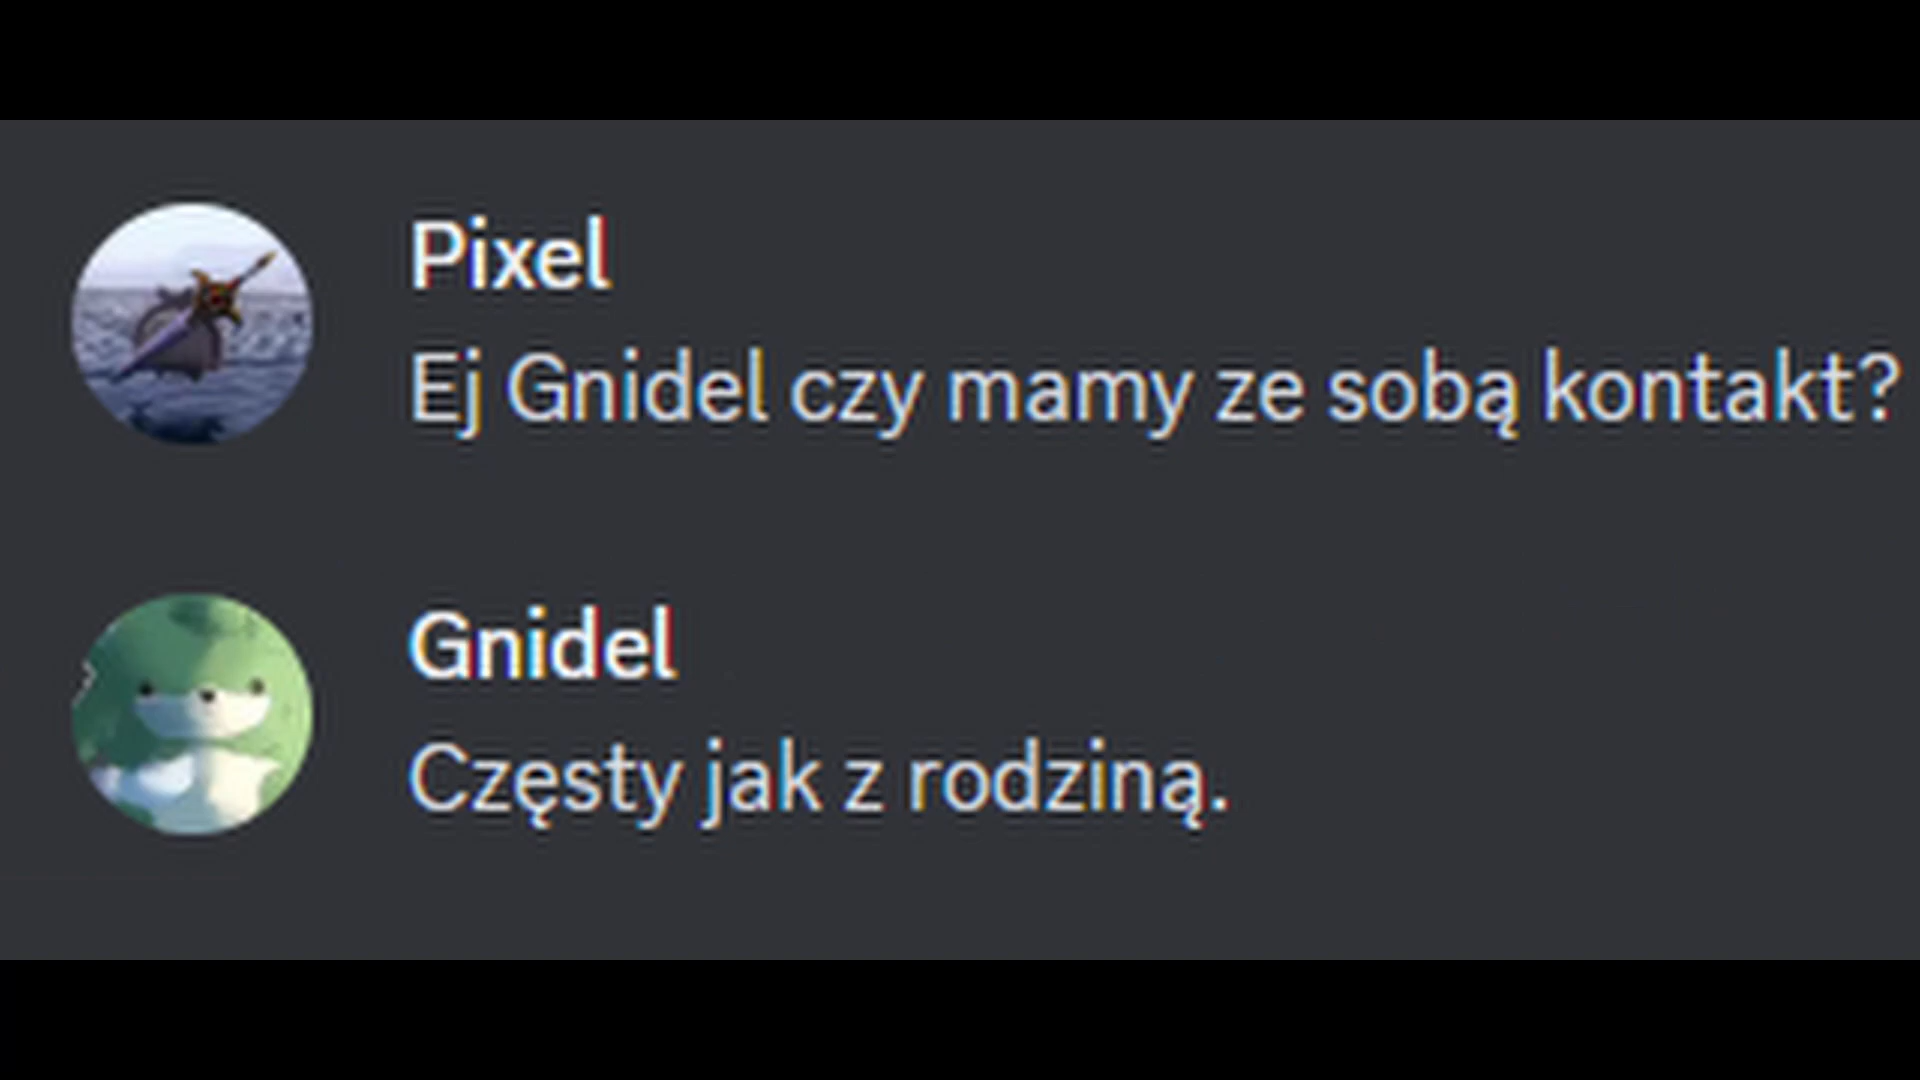 Pixel
Ej Gnidel czy mamy ze sobą kontakt?
Gnidel
Częsty jak z rodziną.